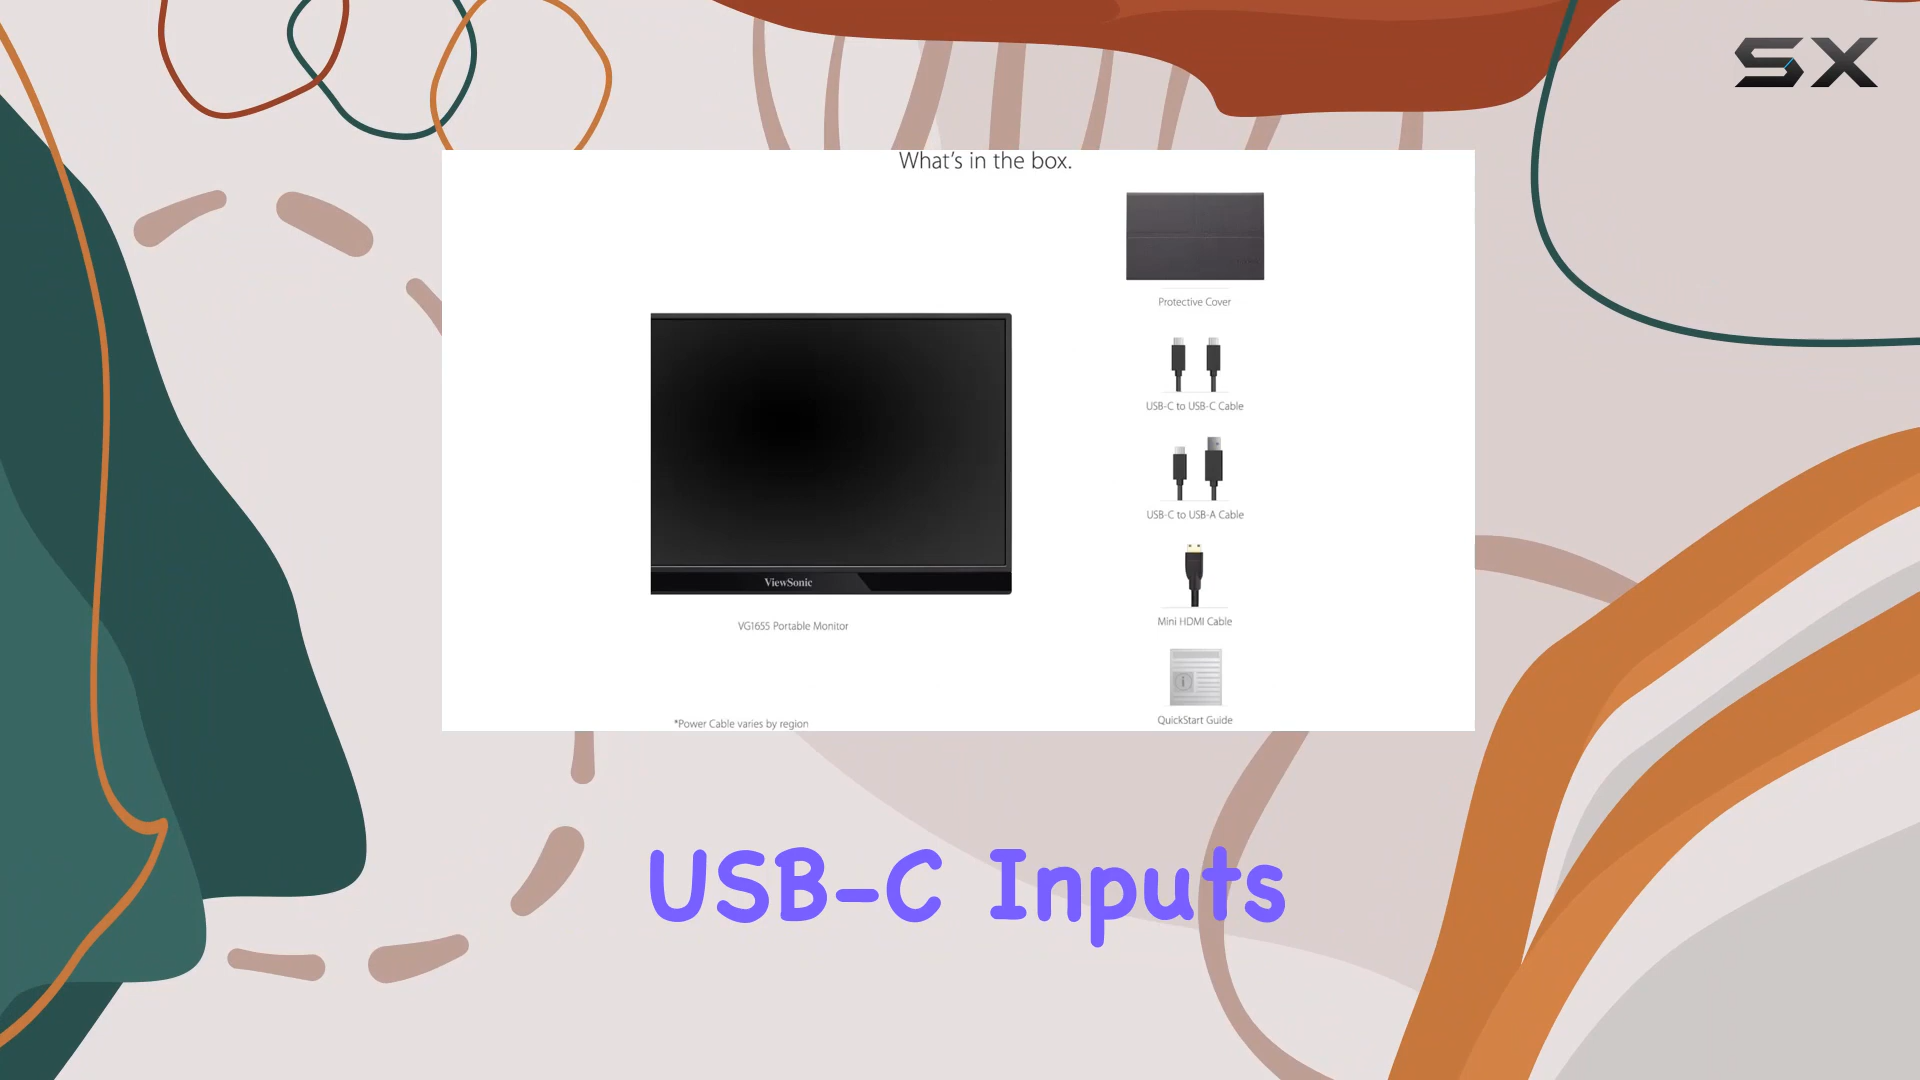 SX
What's in the box.
Protective Cover
USB-C to USB-C Cable
USB-C to USB-A Cable
ViewSonic
VG1655 Portable Monitor
Mini HDMI Cable
QuickStart Guide
*Power Cable varies by region
USB-C Inputs